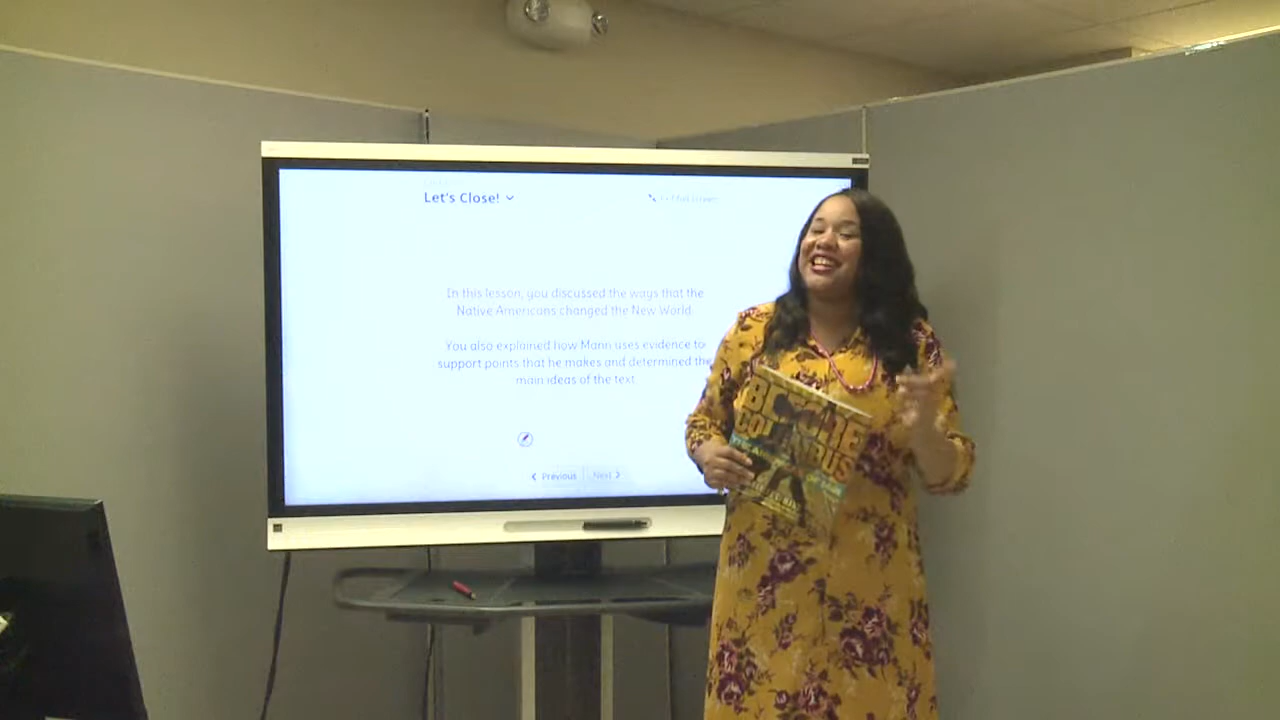 Let's Close!
In this lesson, you discussed the ways that the
Native Americans changed the New World.
You also explained how Mann uses evidence to
support points that he makes and determined the
main ideas of the text.
Previous
Next
BEFORE
COLUMBUS